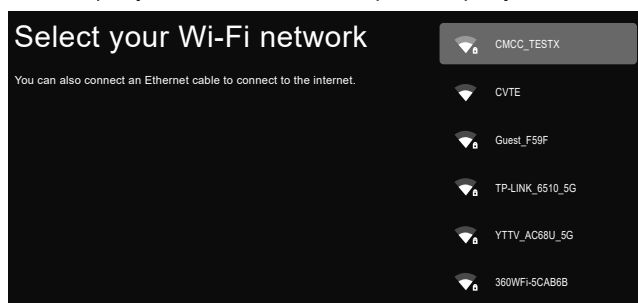 Select your Wi-Fi network
You can also connect an Ethernet cable to connect to the internet.
CMCC_TESTX
CVTE
Guest_F59F
TP-LINK_6510_5G
YTTV_AC68U_5G
360WFi-5CAB6B